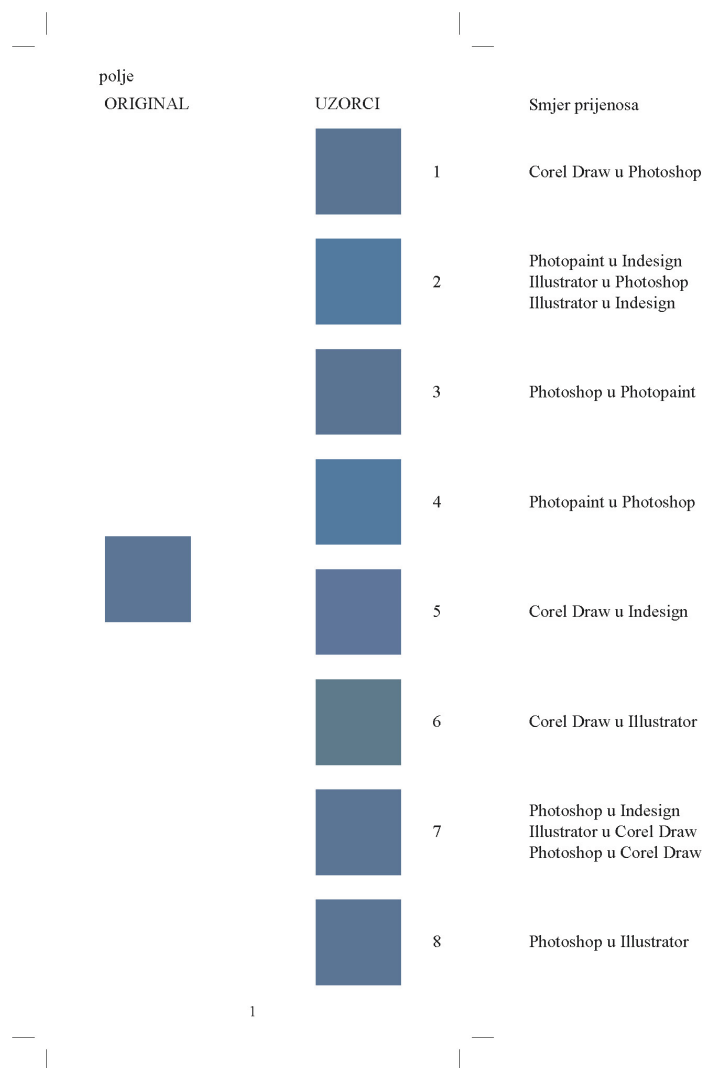 polje
ORIGINAL UZORCI Smjer prijenosa
1 Corel Draw u Photoshop
Photopaint u Indesign
2 Illustrator u Photoshop
Illustrator u Indesign
3 Photoshop u Photopaint
4 Photopaint u Photoshop
5 Corel Draw u Indesign
6 Corel Draw u Illustrator
Photoshop u Indesign
7 Illustrator u Corel Draw
Photoshop u Corel Draw
8 Photoshop u Illustrator
1